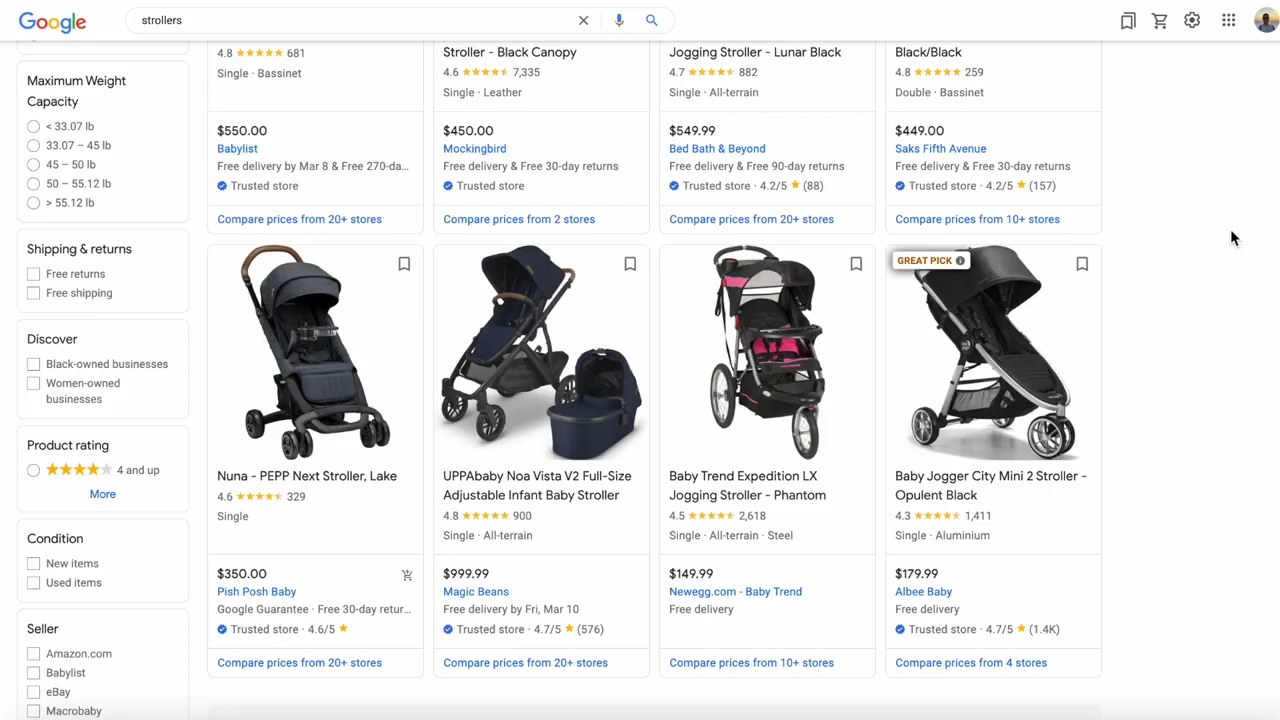 Google
strollers
Maximum Weight
Capacity
< 33.07 lb
33.07 – 45 lb
45 – 50 lb
50 – 55.12 lb
> 55.12 lb
Shipping & returns
Free returns
Free shipping
Discover
Black-owned businesses
Women-owned
businesses
Product rating
4 and up
More
Condition
New items
Used items
Seller
Amazon.com
Babylist
eBay
Macrobaby
4.8 ★★★★★ 681
Single · Bassinet
$550.00
Babylist
Free delivery by Mar 8 & Free 270-da…
Trusted store
Compare prices from 20+ stores
Stroller - Black Canopy
4.6 ★★★★★ 7,335
Single · Leather
$450.00
Mockingbird
Free delivery & Free 30-day returns
Trusted store
Compare prices from 2 stores
Jogging Stroller - Lunar Black
4.7 ★★★★★ 882
Single · All-terrain
$549.99
Bed Bath & Beyond
Free delivery & Free 90-day returns
Trusted store · 4.2/5 ★ (88)
Compare prices from 20+ stores
Black/Black
4.8 ★★★★★ 259
Double · Bassinet
$449.00
Saks Fifth Avenue
Free delivery & Free 30-day returns
Trusted store · 4.2/5 ★ (157)
Compare prices from 10+ stores
Nuna - PEPP Next Stroller, Lake
4.6 ★★★★★ 329
Single
$350.00
Pish Posh Baby
Google Guarantee · Free 30-day retur…
Trusted store · 4.6/5 ★
Compare prices from 20+ stores
UPPAbaby Noa Vista V2 Full-Size
Adjustable Infant Baby Stroller
4.8 ★★★★★ 900
Single · All-terrain
$999.99
Magic Beans
Free delivery by Fri, Mar 10
Trusted store · 4.7/5 ★ (576)
Compare prices from 20+ stores
Baby Trend Expedition LX
Jogging Stroller - Phantom
4.5 ★★★★★ 2,618
Single · All-terrain · Steel
$149.99
Newegg.com - Baby Trend
Free delivery
Compare prices from 10+ stores
GREAT PICK
Baby Jogger City Mini 2 Stroller -
Opulent Black
4.3 ★★★★★ 1,411
Single · Aluminium
$179.99
Albee Baby
Free delivery
Trusted store · 4.7/5 ★ (1.4K)
Compare prices from 4 stores